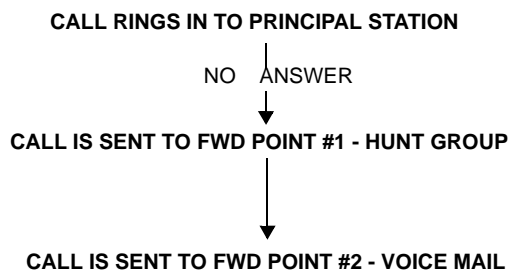 CALL RINGS IN TO PRINCIPAL STATION
NO ANSWER
CALL IS SENT TO FWD POINT #1 - HUNT GROUP
CALL IS SENT TO FWD POINT #2 - VOICE MAIL